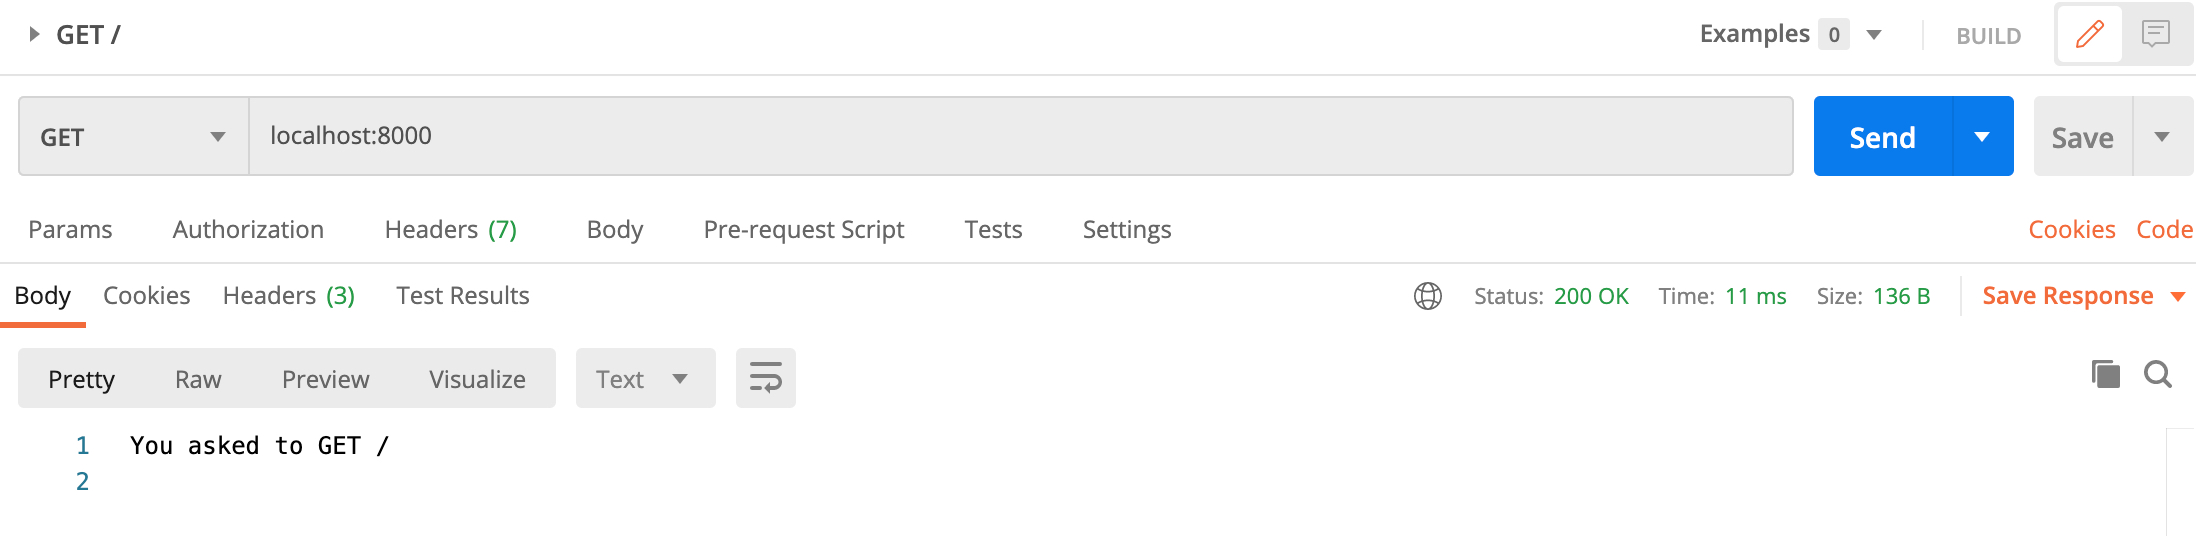 GET /
Examples 0 BUILD
GET localhost:8000 Send Save
Params Authorization Headers (7) Body Pre-request Script Tests Settings Cookies Code
Body Cookies Headers (3) Test Results Status: 200 OK Time: 11 ms Size: 136 B Save Response
Pretty Raw Preview Visualize Text
1 You asked to GET /
2